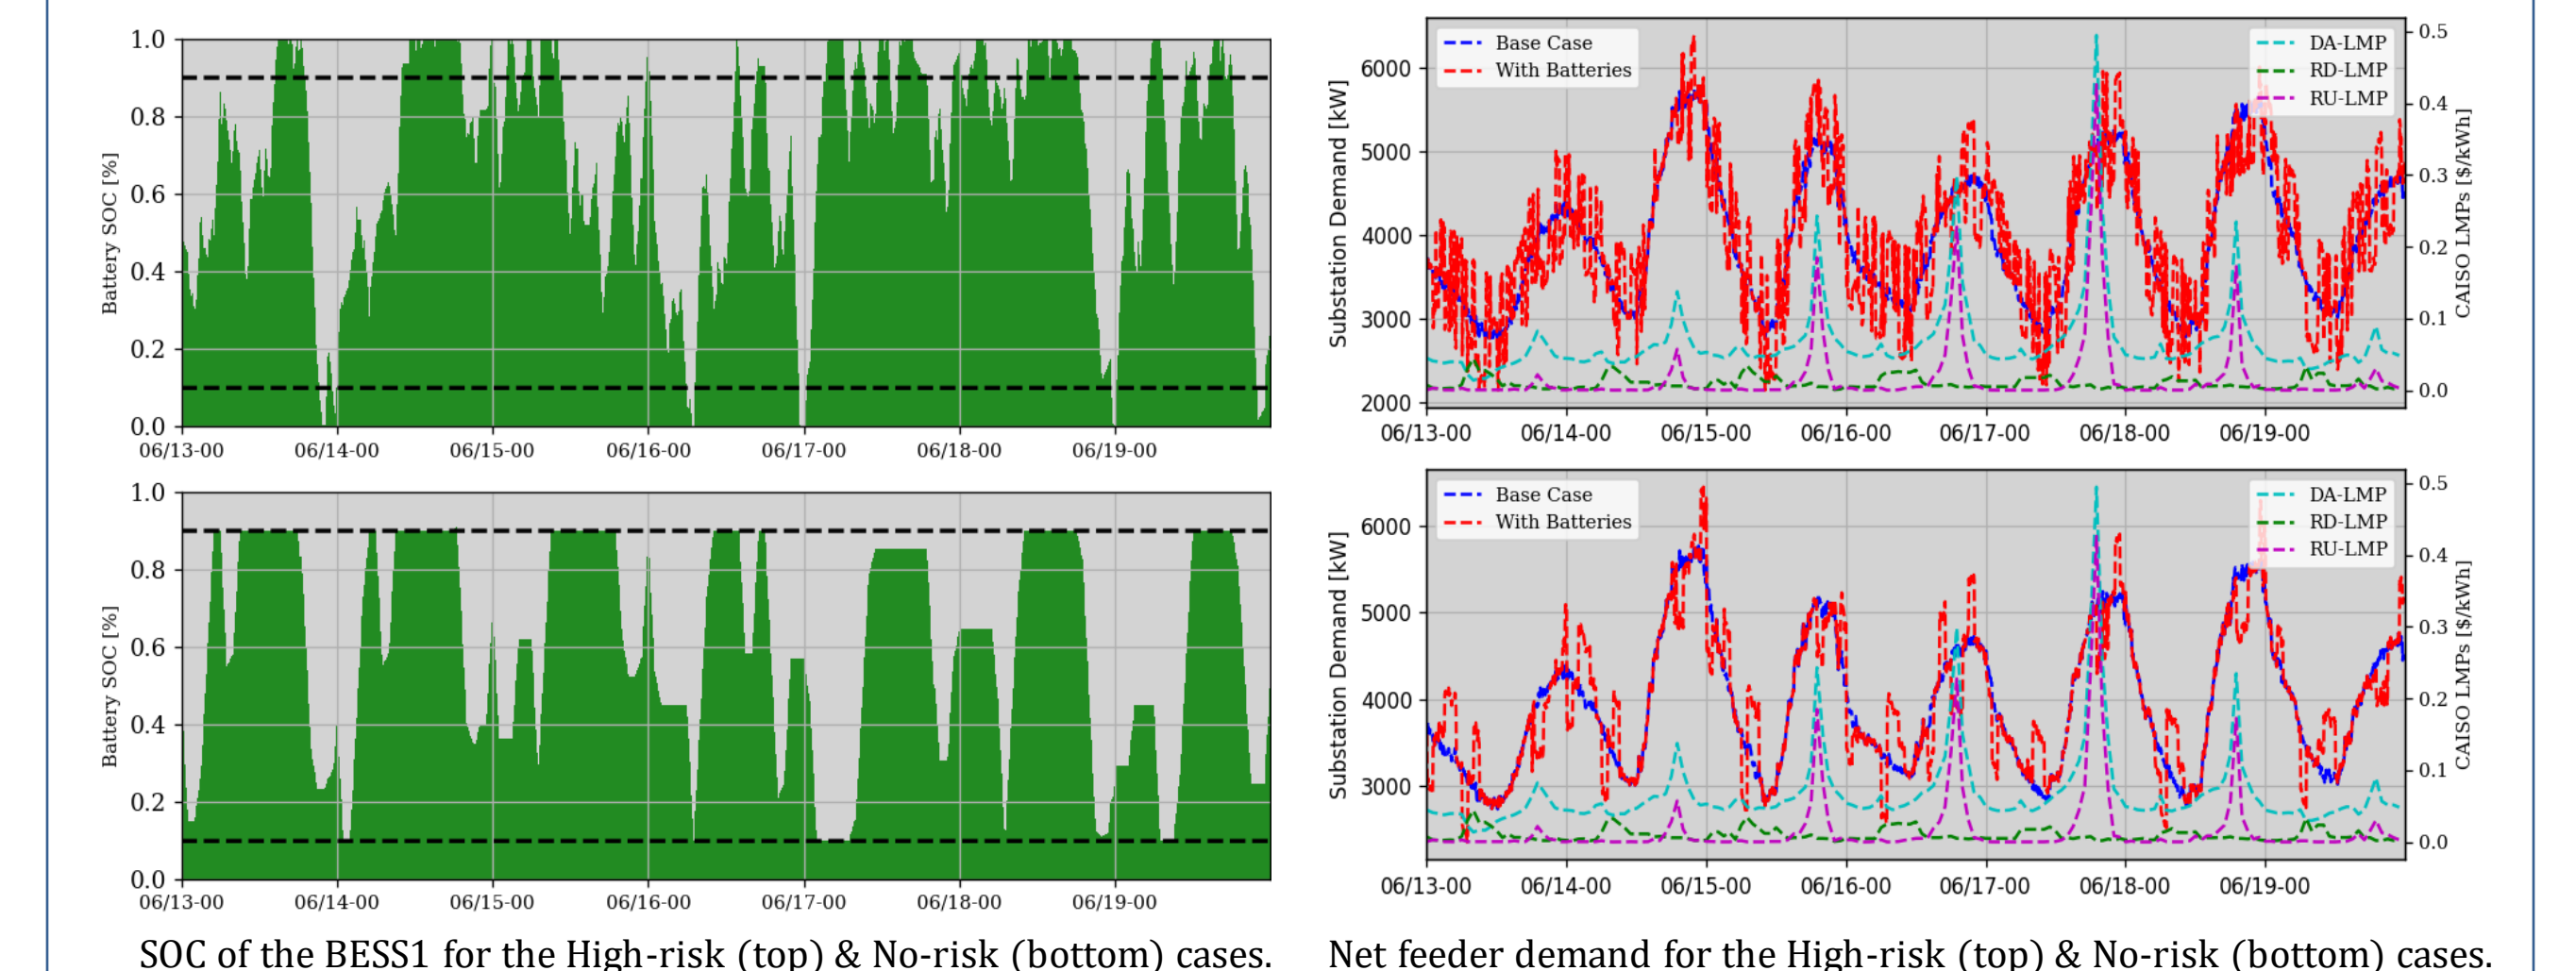 1.0
0.8
0.6
0.4
0.2
0.0
Battery SOC [%]
06/13-00 06/14-00 06/15-00 06/16-00 06/17-00 06/18-00 06/19-00
Base Case
With Batteries
DA-LMP
RD-LMP
RU-LMP
6000
5000
4000
3000
2000
Substation Demand [kW]
0.5
0.4
0.3
0.2
0.1
0.0
CAISO LMPs [$/kWh]
06/13-00 06/14-00 06/15-00 06/16-00 06/17-00 06/18-00 06/19-00
1.0
0.8
0.6
0.4
0.2
0.0
Battery SOC [%]
06/13-00 06/14-00 06/15-00 06/16-00 06/17-00 06/18-00 06/19-00
Base Case
With Batteries
DA-LMP
RD-LMP
RU-LMP
6000
5000
4000
3000
Substation Demand [kW]
0.5
0.4
0.3
0.2
0.1
0.0
CAISO LMPs [$/kWh]
06/13-00 06/14-00 06/15-00 06/16-00 06/17-00 06/18-00 06/19-00
SOC of the BESS1 for the High-risk (top) & No-risk (bottom) cases.
Net feeder demand for the High-risk (top) & No-risk (bottom) cases.